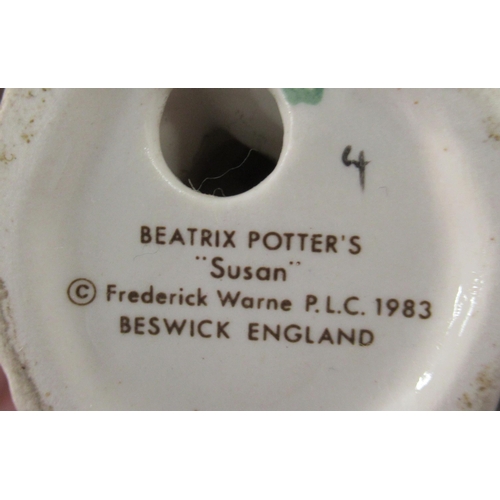 4
BEATRIX POTTER'S
"Susan"
© Frederick Warne P.L.C. 1983
BESWICK ENGLAND